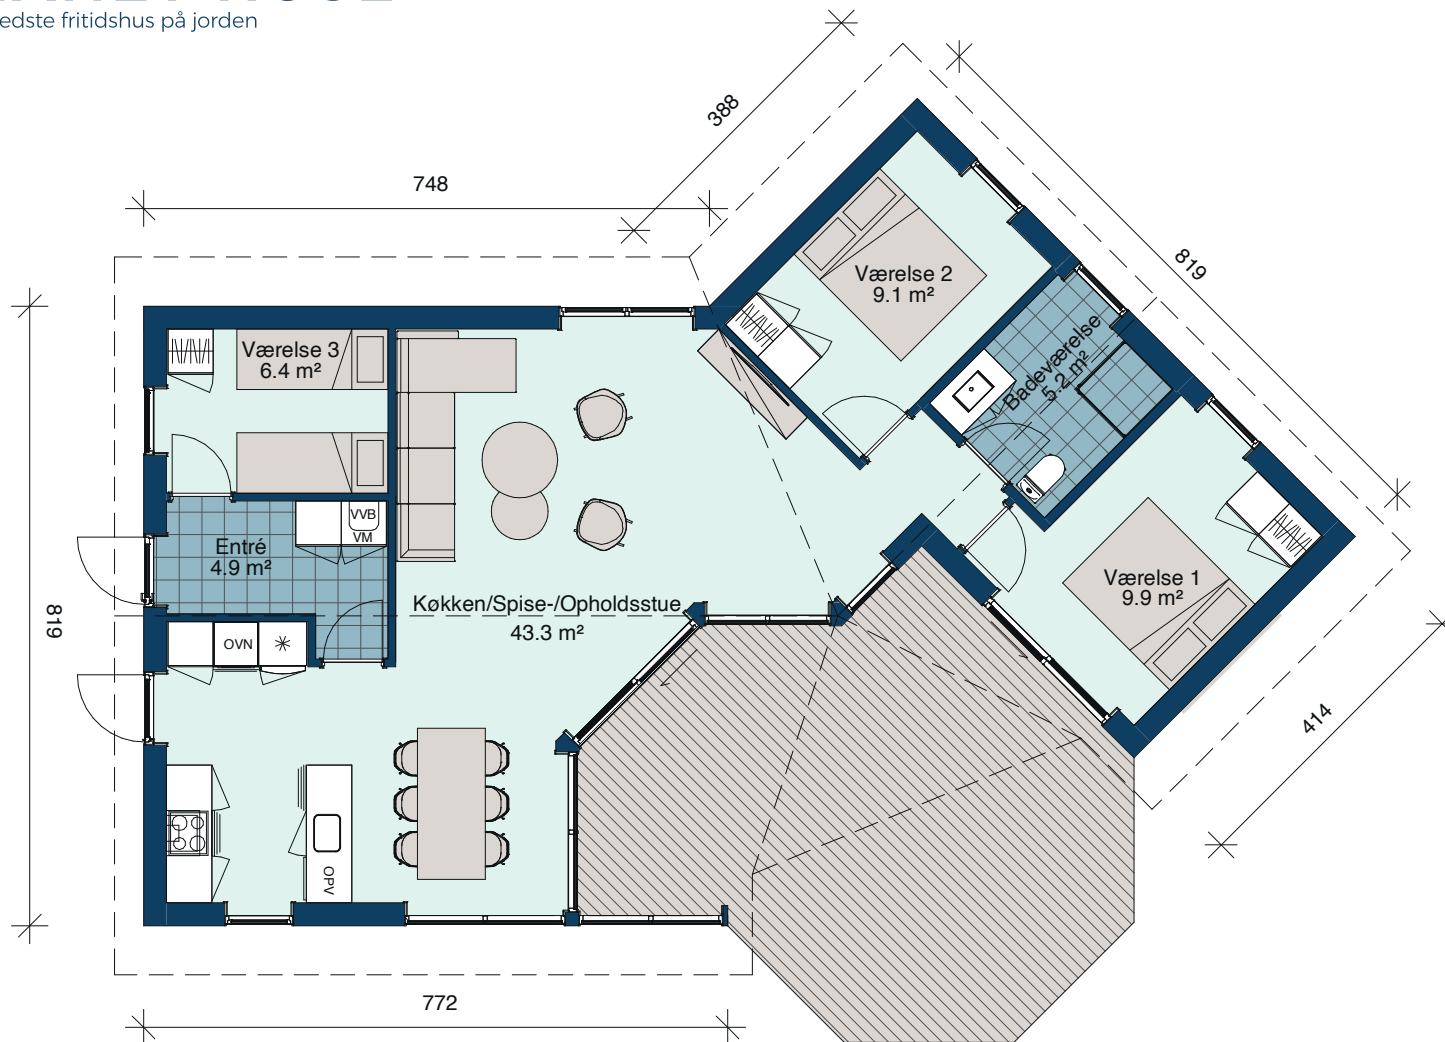 edste fritidshus på jorden
388
748
819
Værelse 2
9.1 m²
Værelse 3
6.4 m²
Badeværelse
5.2 m²
VVB
VM
Entré
4.9 m²
Køkken/Spise-/Opholdsstue
43.3 m²
Værelse 1
9.9 m²
819
OVN
414
OPV
772